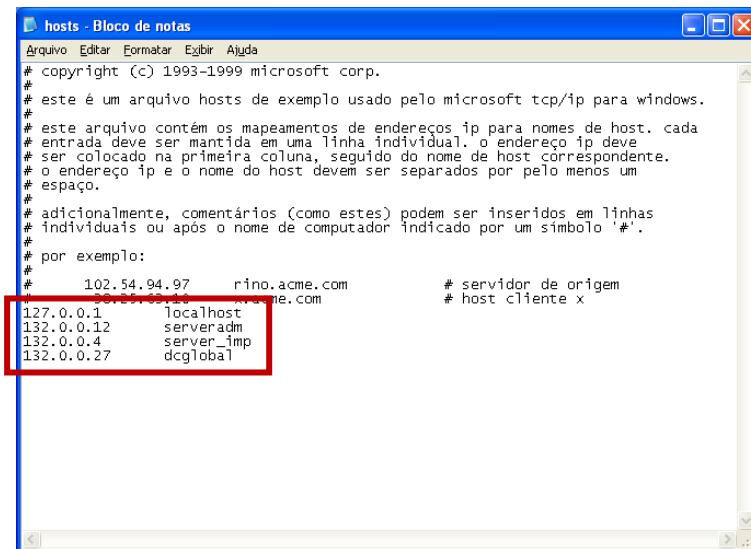 hosts - Bloco de notas
Arquivo Editar Formatar Exibir Ajuda
# copyright (c) 1993-1999 microsoft corp.
#
# este é um arquivo hosts de exemplo usado pelo microsoft tcp/ip para windows.
#
# este arquivo contém os mapeamentos de endereços ip para nomes de host. cada
# entrada deve ser mantida em uma linha individual. o endereço ip deve
# ser colocado na primeira coluna, seguido do nome de host correspondente.
# o endereço ip e o nome do host devem ser separados por pelo menos um
# espaço.
#
# adicionalmente, comentários (como estes) podem ser inseridos em linhas
# individuais ou após o nome de computador indicado por um símbolo '#'.
#
# por exemplo:
#
# 102.54.94.97 rino.acme.com # servidor de origem
# 38.25.63.10 x.acme.com # host cliente x
127.0.0.1 localhost
132.0.0.12 serveradm
132.0.0.4 server_imp
132.0.0.27 dcglobal